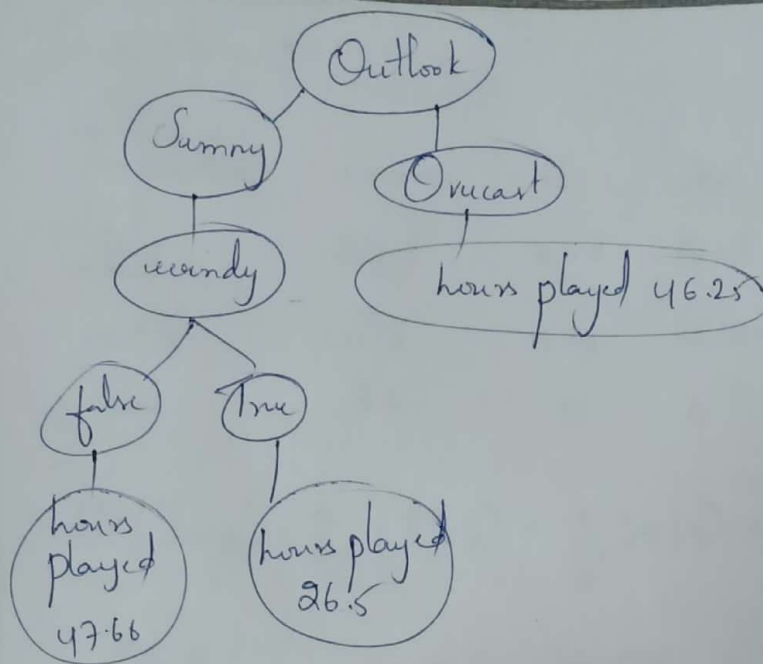 Outlook
Sunny
Overcast
windy
hours played 46.25
false
True
hours
played
47.66
hours played
26.5